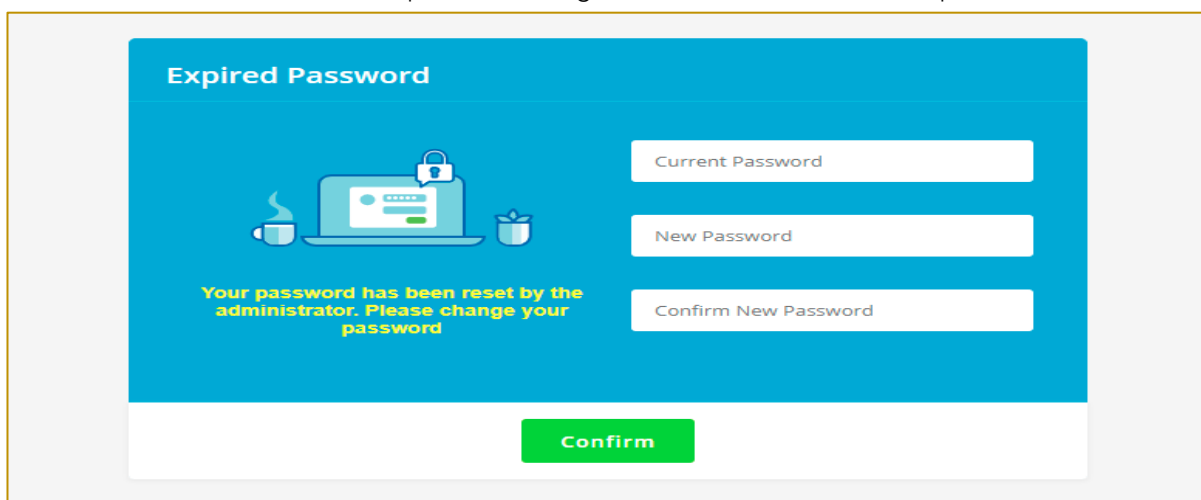 Expired Password
Current Password
New Password
Your password has been reset by the
administrator. Please change your
password
Confirm New Password
Confirm